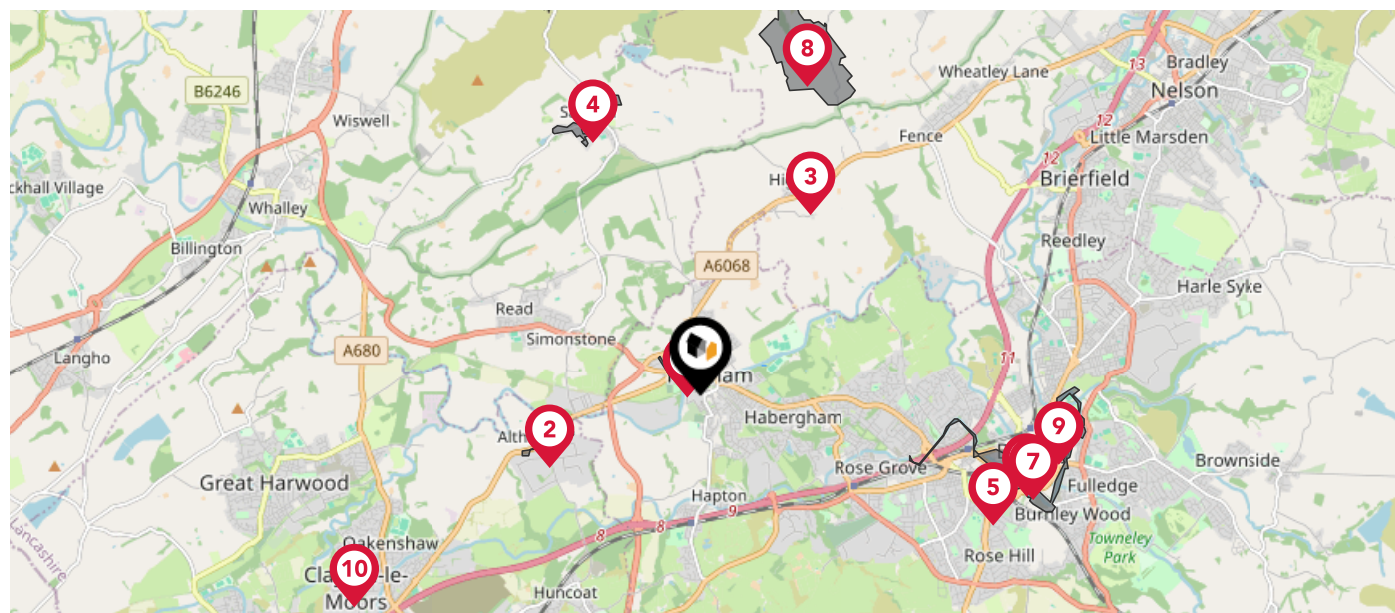 8
13
Bradley
Wheatley Lane
B6246
Nelson
4
Wiswell
12
Little Marsden
Fence
12
3
Brierfield
ckhall Village
Whalley
Billington
Reedley
A6068
Harle Syke
Read
Simonstone
A680
Langho
11
Habergham
2
9
7
Rose Grove
Brownside
Great Harwood
5
Fulledge
Hapton
9
8
8
Burnley Wood
Oakenshaw
Towneley
Park
Rose Hill
10
Moors
Huncoat
Lancashire